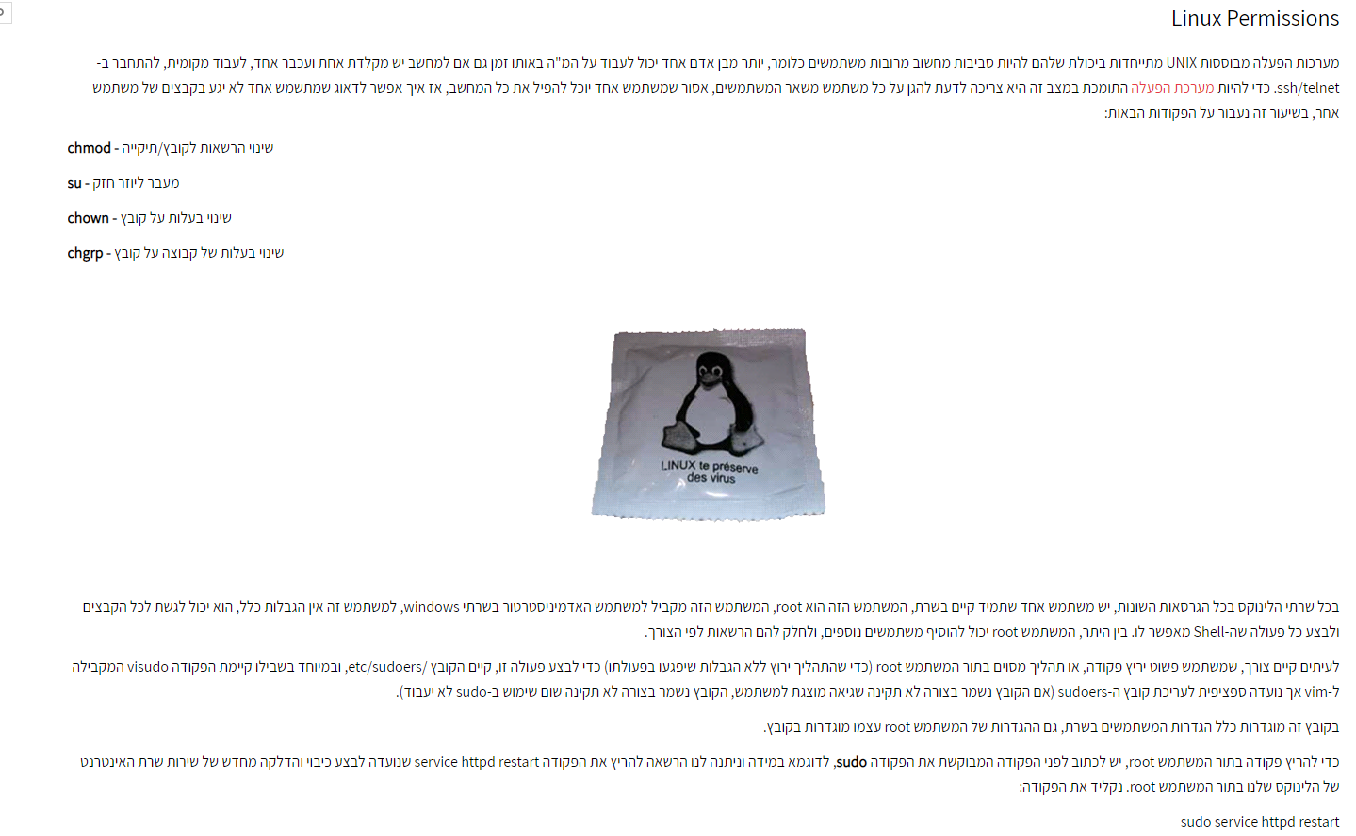 Linux Permissions
מערכות הפעלה מבוססות UNIX מתייחדות ביכולת שלהם להיות סביבות מחשוב מרובות משתמשים כלומר, יותר מבן אדם אחד יכול לעבוד על המ"ה באותו זמן גם אם למחשב יש מקלדת אחת ועכבר אחד, לעבוד מקומית, להתחבר ב-
ssh/telnet. כדי להיות מערכת הפעלה התומכת במצב זה היא צריכה לדעת להגן על כל משתמש משאר המשתמשים, אסור שמשתמש אחד יוכל להפיל את כל המחשב, אז איך אפשר לדאוג שמתשמש אחד לא יגע בקבצים של משתמש
אחר, בשיעור זה נעבור על הפקודות הבאות:
chmod - שינוי הרשאות לקובץ/תיקייה
su - מעבר ליוזר חזק
chown - שינוי בעלות על קובץ
chgrp - שינוי בעלות של קבוצה על קובץ
LINUX te préserve
des virus
בכל שרתי הלינוקס בכל הגרסאות השונות, יש משתמש אחד שתמיד קיים בשרת, המשתמש הזה הוא root, המשתמש הזה מקביל למשתמש האדמיניסטרטור בשרתי windows, למשתמש זה אין הגבלות כלל, הוא יכול לגשת לכל הקבצים
ולבצע כל פעולה שה-Shell מאפשר לו. בין היתר, המשתמש root יכול להוסיף משתמשים נוספים, ולחלק להם הרשאות לפי הצורך.
לעיתים קיים צורך, שמשתמש פשוט יריץ פקודה, או תהליך מסוים בתור המשתמש root (כדי שהתהליך ירוץ ללא הגבלות שיפגעו בפעולתו) כדי לבצע פעולה זו, קיים הקובץ /etc/sudoers, ובמיוחד בשבילו קיימת הפקודה visudo המקבילה
ל-vim אך נועדה ספציפית לעריכת קובץ ה-sudoers (אם הקובץ נשמר בצורה לא תקינה שגיאה מוצגת למשתמש, הקובץ נשמר בצורה לא תקינה שום שימוש ב-sudo לא יעבוד).
בקובץ זה מוגדרות כלל הגדרות המשתמשים בשרת, גם ההגדרות של המשתמש root עצמו מוגדרות בקובץ.
כדי להריץ פקודה בתור המשתמש root, יש לכתוב לפני הפקודה המבוקשת את הפקודה sudo, לדוגמא במידה וניתנה לנו הרשאה להריץ את הפקודה service httpd restart שנועדה לבצע כיבוי והדלקה מחדש של שירות שרת האינטרנט
של הלינוקס שלנו בתור המשתמש root. נקליד את הפקודה:
sudo service httpd restart